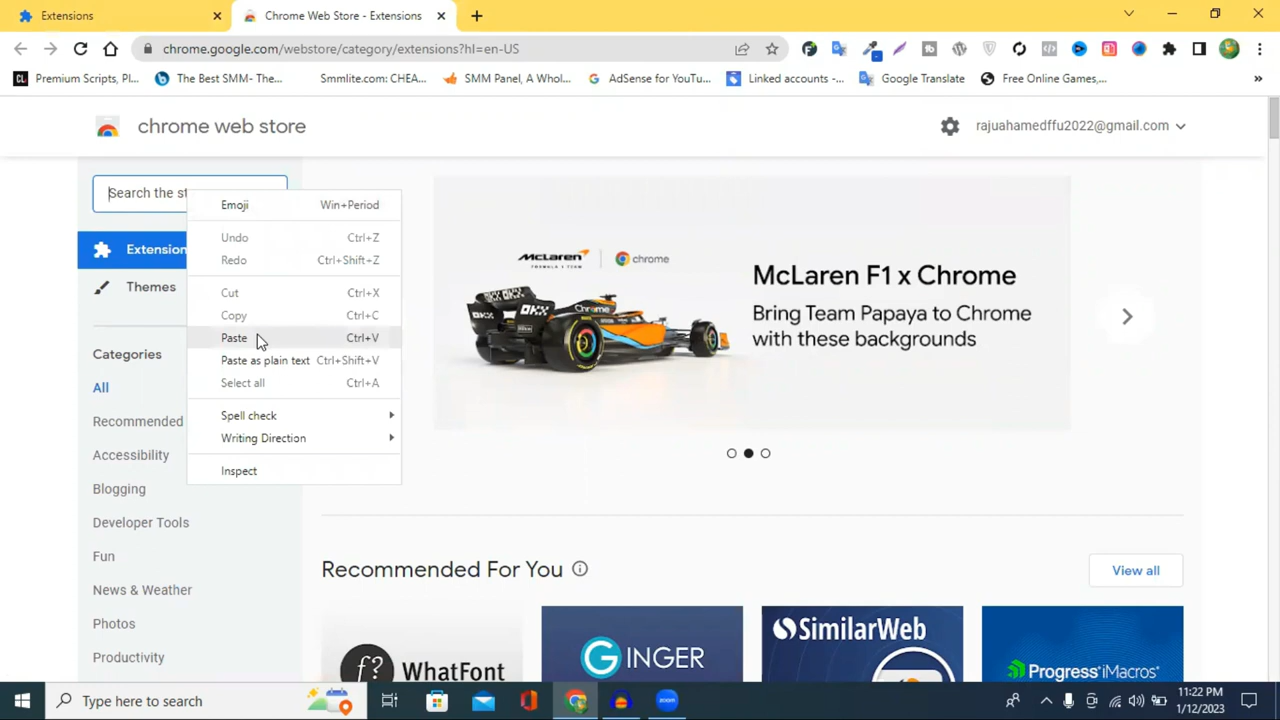 Extensions
Chrome Web Store - Extensions
chrome.google.com/webstore/category/extensions?hl=en-US
Premium Scripts, Pl...
The Best SMM- The...
Smmlite.com: CHEA...
SMM Panel, A Whol...
AdSense for YouTu...
Linked accounts -...
Google Translate
Free Online Games,...
chrome web store
rajuahamedffu2022@gmail.com
Search the st
Emoji Win+Period
Undo Ctrl+Z
Redo Ctrl+Shift+Z
Cut Ctrl+X
Copy Ctrl+C
Paste Ctrl+V
Paste as plain text Ctrl+Shift+V
Select all Ctrl+A
Spell check
Writing Direction
Inspect
Extension
Themes
Categories
All
Recommended
Accessibility
Blogging
Developer Tools
Fun
News & Weather
Photos
Productivity
McLaren
FORMULA 1 TEAM
chrome
Chrome
OKX
McLaren F1 x Chrome
Bring Team Papaya to Chrome
with these backgrounds
Recommended For You
View all
f? WhatFont
GINGER
SimilarWeb
Progress iMacros
Type here to search
11:22 PM
1/12/2023